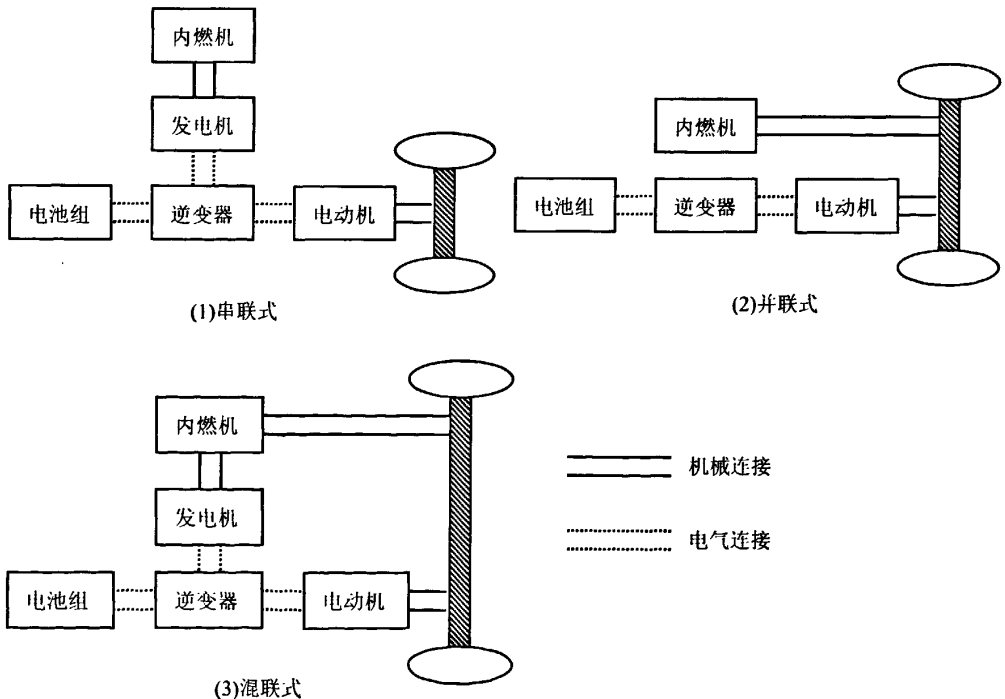 内燃机
发电机
电池组
逆变器
电动机
(1)串联式
内燃机
电池组
逆变器
电动机
(2)并联式
内燃机
发电机
电池组
逆变器
电动机
(3)混联式
机械连接
电气连接